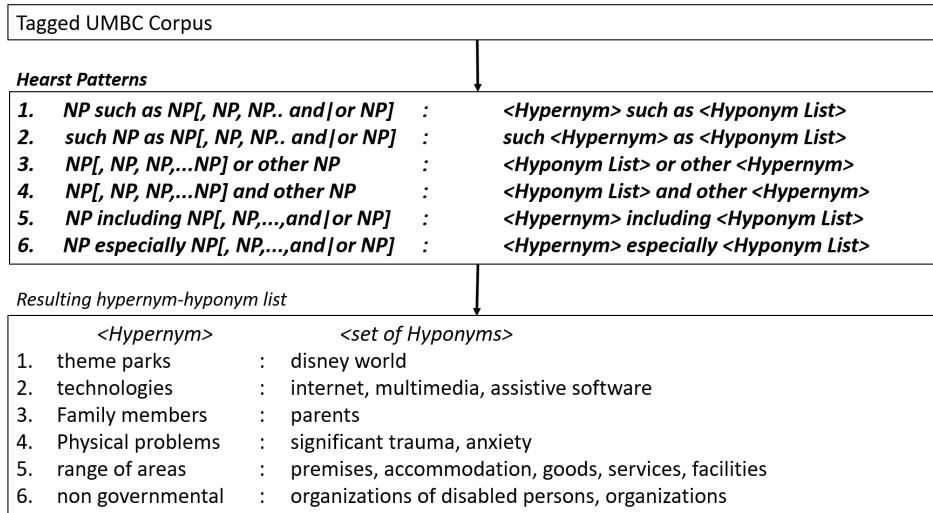 Tagged UMBC Corpus
Hearst Patterns
1. NP such as NP[, NP, NP.. and|or NP] : <Hypernym> such as <Hyponym List>
2. such NP as NP[, NP, NP.. and|or NP] : such <Hypernym> as <Hyponym List>
3. NP[, NP, NP,...NP] or other NP : <Hyponym List> or other <Hypernym>
4. NP[, NP, NP,...NP] and other NP : <Hyponym List> and other <Hypernym>
5. NP including NP[, NP,...,and|or NP] : <Hypernym> including <Hyponym List>
6. NP especially NP[, NP,...,and|or NP] : <Hypernym> especially <Hyponym List>
Resulting hypernym-hyponym list
<Hypernym> <set of Hyponyms>
1. theme parks : disney world
2. technologies : internet, multimedia, assistive software
3. Family members : parents
4. Physical problems : significant trauma, anxiety
5. range of areas : premises, accommodation, goods, services, facilities
6. non governmental : organizations of disabled persons, organizations